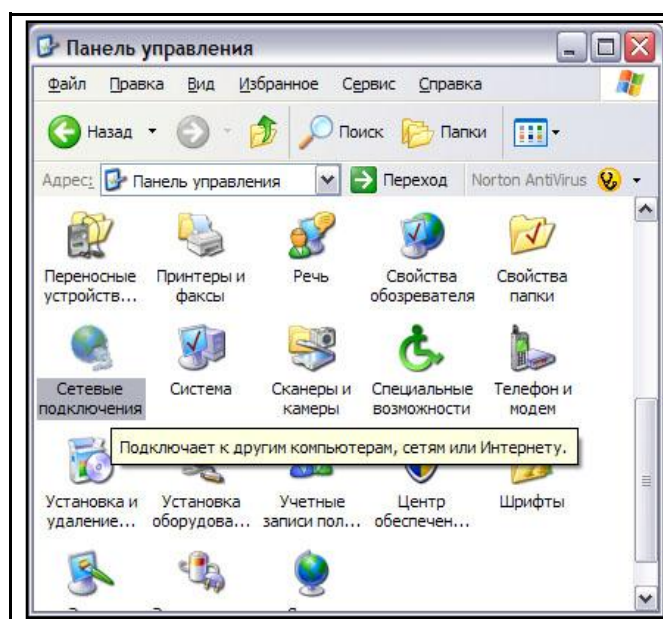 Панель управления
Файл Правка Вид Избранное Сервис Справка
Назад Поиск Папки
Адрес: Панель управления Переход Norton AntiVirus
Переносные устройств...
Принтеры и факсы
Речь
Свойства обозревателя
Свойства папки
Сетевые подключения
Система
Сканеры и камеры
Специальные возможности
Телефон и модем
Подключает к другим компьютерам, сетям или Интернету.
Установка и удаление...
Установка оборудова...
Учетные записи пол...
Центр обеспечен...
Шрифты